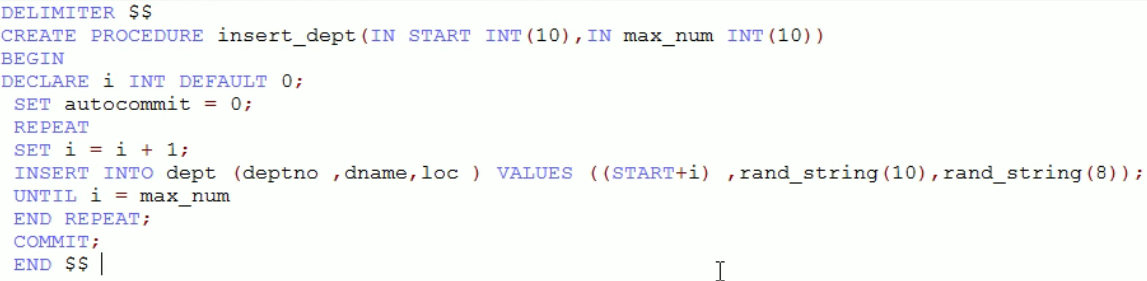 DELIMITER $$
CREATE PROCEDURE insert_dept(IN START INT(10),IN max_num INT(10))
BEGIN
DECLARE i INT DEFAULT 0;
SET autocommit = 0;
REPEAT
SET i = i + 1;
INSERT INTO dept (deptno ,dname,loc ) VALUES ((START+i) ,rand_string(10),rand_string(8));
UNTIL i = max_num
END REPEAT;
COMMIT;
END $$